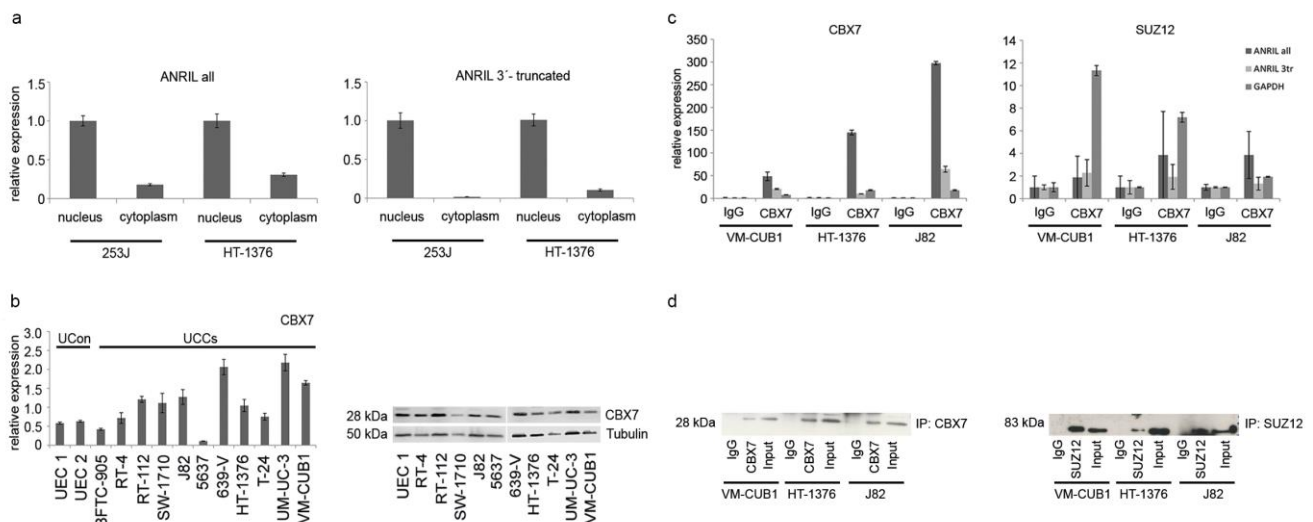 a
ANRIL all
relative expression
1.5
1.0
0.5
0
nucleus cytoplasm nucleus cytoplasm
253J HT-1376
ANRIL 3´- truncated
1.5
1.0
0.5
0
nucleus cytoplasm nucleus cytoplasm
253J HT-1376
b
CBX7
UCon UCCs
relative expression
3.0
2.5
2.0
1.5
1.0
0.5
0
UEC 1
UEC 2
BFTC-905
RT-4
RT-112
SW-1710
J82
5637
639-V
HT-1376
T-24
UM-UC-3
VM-CUB1
28 kDa CBX7
50 kDa Tubulin
UEC 1
RT-4
RT-112
SW-1710
J82
5637
639-V
HT-1376
T-24
UM-UC-3
VM-CUB1
c
CBX7
relative expression
350
300
250
200
150
100
50
0
IgG CBX7 IgG CBX7 IgG CBX7
VM-CUB1 HT-1376 J82
SUZ12
14
12
10
8
6
4
2
0
IgG CBX7 IgG CBX7 IgG CBX7
VM-CUB1 HT-1376 J82
ANRIL all
ANRIL 3tr
GAPDH
d
28 kDa IP: CBX7
IgG CBX7 Input IgG CBX7 Input IgG CBX7 Input
VM-CUB1 HT-1376 J82
83 kDa IP: SUZ12
IgG SUZ12 Input IgG SUZ12 Input IgG SUZ12 Input
VM-CUB1 HT-1376 J82